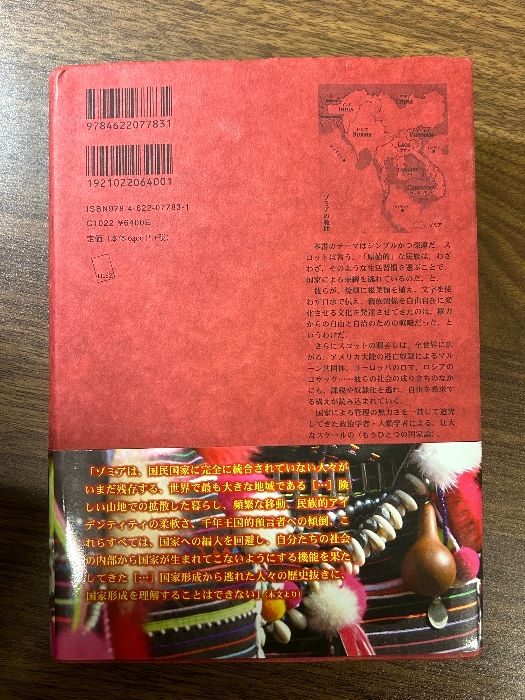 9784622077831
1921022064001
ISBN978-4-622-07783-1
C1022 ¥6400E
定価（本体6400円+税）
INDIA
CHINA
BURMA
VIETNAM
LAOS
CAMBODIA
ゾミアの範囲
ゾミア
本書のテーマはシンプルかつ深遠だ。ス
コットは言う。「原始的」な民族は、わざ
わざ、そのような生活習慣を選ぶことで、
国家による束縛を逃れているのだ、と。
彼らが、焼畑に根菜類を植え、文字を使
わず口承で伝え、親族関係を自由自在に変
化させる文化を発達させてきたのは、権力
からの自由と自治のための戦略だった、と
いうわけだ。
さらにスコットの眼差しは、全世界に広
がる。アメリカ大陸の逃亡奴隷によるマルー
ン共同体、ヨーロッパのロマ、ロシアの
コサック……彼らの社会の成り立ちのなか
にも、課税や奴隷化を逃れ、自由を希求す
る構えが読み込まれていく。
国家による管理の無力さを一貫して追究
してきた政治学者・人類学者による、壮大
なスケールの〈もうひとつの国家論〉。
「ゾミアは、国民国家に完全に統合されていない人々が
いまだ残存する、世界で最も大きな地域である［…］険
しい山地での拡散した暮らし、頻繁な移動、民族的アイ
デンティティの柔軟さ、千年王国的預言者への傾倒、こ
れらすべては、国家への編入を回避し、自分たちの社会
の内部から国家が生まれてこないようにする機能を果た
してきた［…］国家形成から逃れた人々の歴史抜きに、
国家形成を理解することはできない」（本文より）